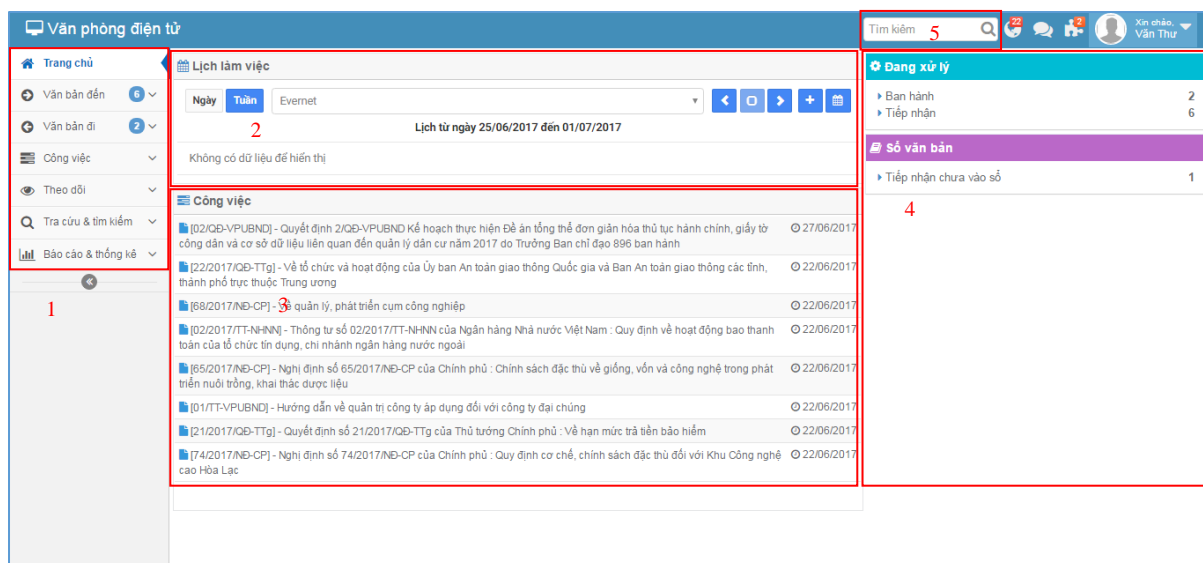 Văn phòng điện tử
Tìm kiếm
5
22
2
Xin chào,
Văn Thư
Trang chủ
Văn bản đến 6
Văn bản đi 2
Công việc
Theo dõi
Tra cứu & tìm kiếm
Báo cáo & thống kê
1
Lịch làm việc
Ngày Tuần Evernet
2
Lịch từ ngày 25/06/2017 đến 01/07/2017
Không có dữ liệu để hiển thị
Công việc
[02/QĐ-VPUBND] - Quyết định 2/QĐ-VPUBND Kế hoạch thực hiện Đề án tổng thể đơn giản hóa thủ tục hành chính, giấy tờ 27/06/2017
công dân và cơ sở dữ liệu liên quan đến quản lý dân cư năm 2017 do Trưởng Ban chỉ đạo 896 ban hành
[22/2017/QĐ-TTg] - Về tổ chức và hoạt động của Ủy ban An toàn giao thông Quốc gia và Ban An toàn giao thông các tỉnh, 22/06/2017
thành phố trực thuộc Trung ương
[68/2017/NĐ-CP] - Về quản lý, phát triển cụm công nghiệp 22/06/2017
3
[02/2017/TT-NHNN] - Thông tư số 02/2017/TT-NHNN của Ngân hàng Nhà nước Việt Nam : Quy định về hoạt động bao thanh 22/06/2017
toán của tổ chức tín dụng, chi nhánh ngân hàng nước ngoài
[65/2017/NĐ-CP] - Nghị định số 65/2017/NĐ-CP của Chính phủ : Chính sách đặc thù về giống, vốn và công nghệ trong phát 22/06/2017
triển nuôi trồng, khai thác dược liệu
[01/TT-VPUBND] - Hướng dẫn về quản trị công ty áp dụng đối với công ty đại chúng 22/06/2017
[21/2017/QĐ-TTg] - Quyết định số 21/2017/QĐ-TTg của Thủ tướng Chính phủ : Về hạn mức trả tiền bảo hiểm 22/06/2017
[74/2017/NĐ-CP] - Nghị định số 74/2017/NĐ-CP của Chính phủ : Quy định cơ chế, chính sách đặc thù đối với Khu Công nghệ 22/06/2017
cao Hòa Lạc
Đang xử lý
Ban hành 2
Tiếp nhận 6
Sổ văn bản
Tiếp nhận chưa vào sổ 1
4